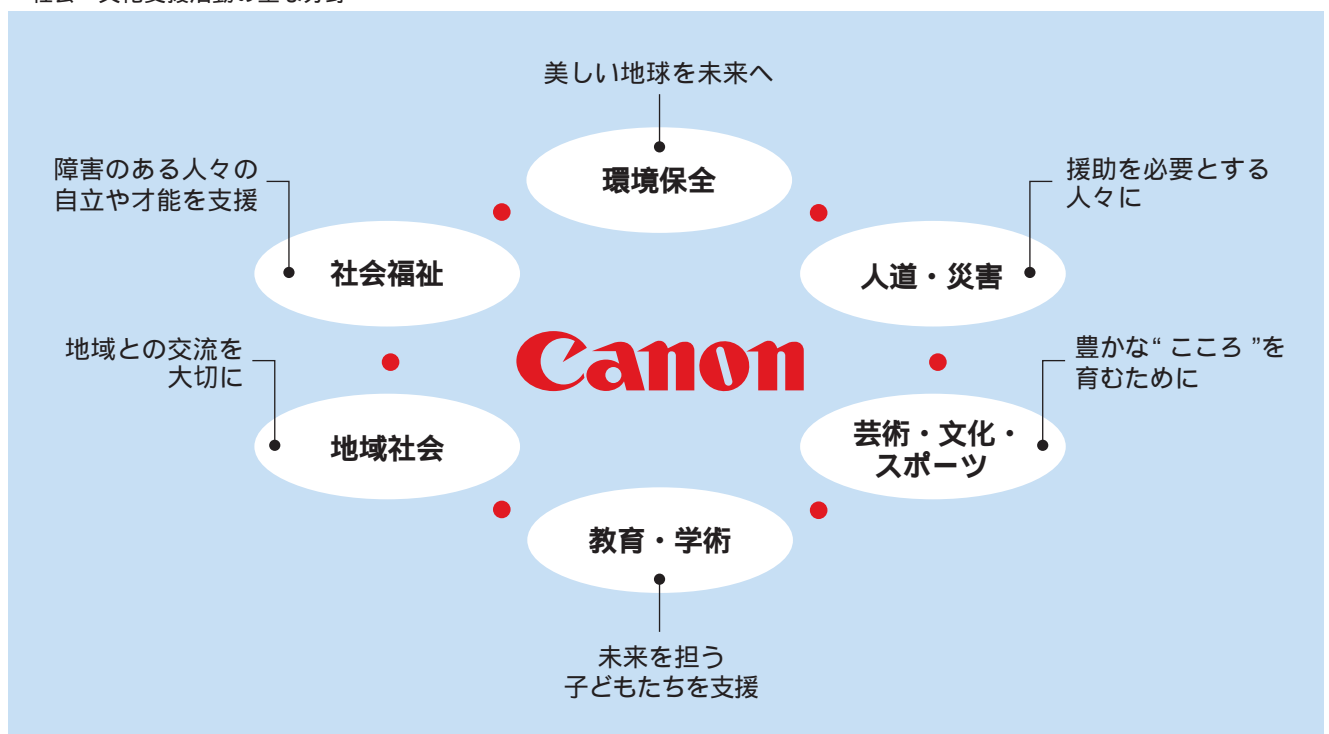 美しい地球を未来へ
環境保全
障害のある人々の
自立や才能を支援
社会福祉
援助を必要とする
人々に
人道・災害
Canon
地域との交流を
大切に
地域社会
豊かな“こころ”を
育むために
芸術・文化・
スポーツ
教育・学術
未来を担う
子どもたちを支援